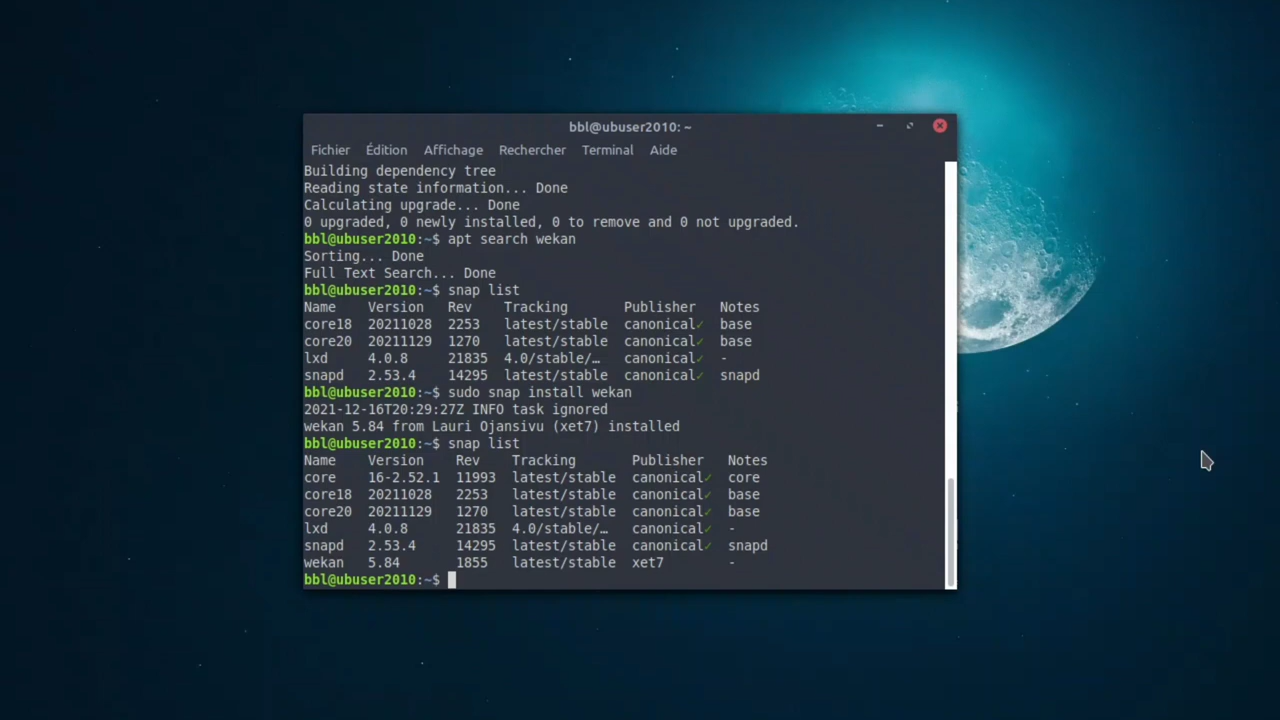 bbl@ubuser2010: ~
Fichier Édition Affichage Rechercher Terminal Aide
Building dependency tree
Reading state information... Done
Calculating upgrade... Done
0 upgraded, 0 newly installed, 0 to remove and 0 not upgraded.
bbl@ubuser2010:~$ apt search wekan
Sorting... Done
Full Text Search... Done
bbl@ubuser2010:~$ snap list
Name Version Rev Tracking Publisher Notes
core18 20211028 2253 latest/stable canonical✓ base
core20 20211129 1270 latest/stable canonical✓ base
lxd 4.0.8 21835 4.0/stable/… canonical✓ -
snapd 2.53.4 14295 latest/stable canonical✓ snapd
bbl@ubuser2010:~$ sudo snap install wekan
2021-12-16T20:29:27Z INFO task ignored
wekan 5.84 from Lauri Ojansivu (xet7) installed
bbl@ubuser2010:~$ snap list
Name Version Rev Tracking Publisher Notes
core 16-2.52.1 11993 latest/stable canonical✓ core
core18 20211028 2253 latest/stable canonical✓ base
core20 20211129 1270 latest/stable canonical✓ base
lxd 4.0.8 21835 4.0/stable/… canonical✓ -
snapd 2.53.4 14295 latest/stable canonical✓ snapd
wekan 5.84 1855 latest/stable xet7 -
bbl@ubuser2010:~$